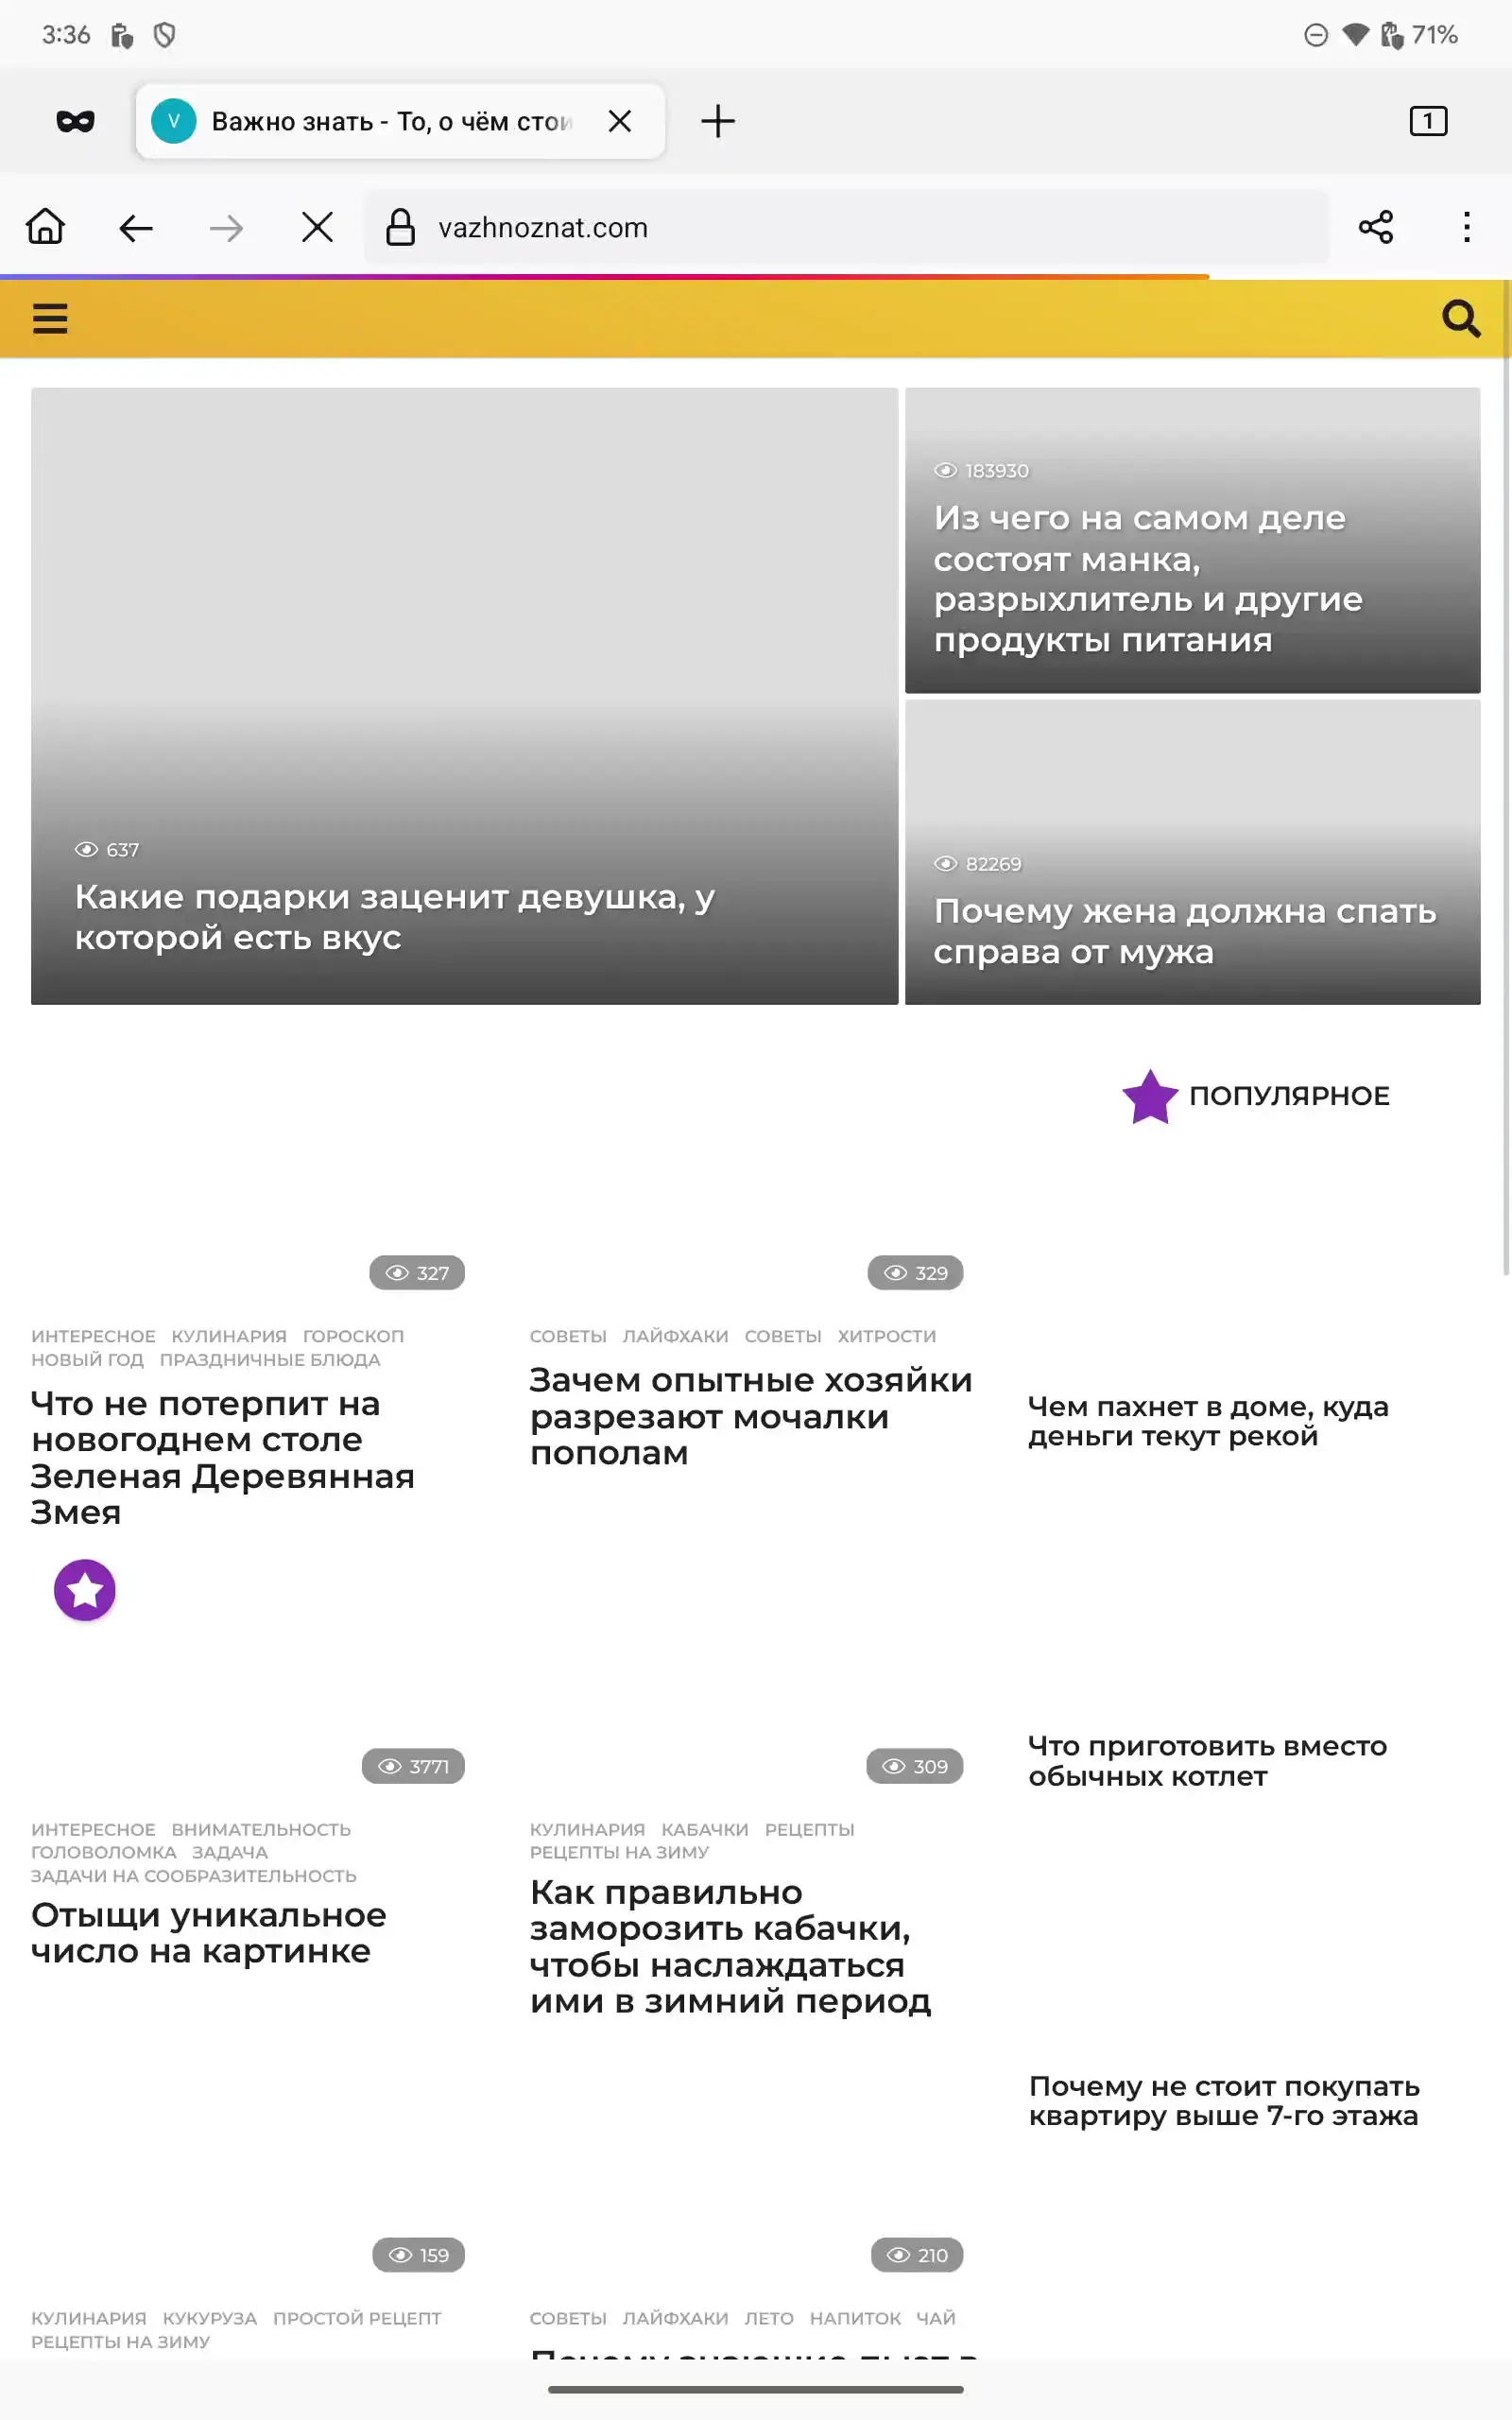 3:36
71%
Важно знать - То, о чём стои
1
vazhnoznat.com
637
Какие подарки заценит девушка, у
которой есть вкус
183930
Из чего на самом деле
состоят манка,
разрыхлитель и другие
продукты питания
82269
Почему жена должна спать
справа от мужа
327
ИНТЕРЕСНОЕ КУЛИНАРИЯ ГОРОСКОП
НОВЫЙ ГОД ПРАЗДНИЧНЫЕ БЛЮДА
Что не потерпит на
новогоднем столе
Зеленая Деревянная
Змея
329
СОВЕТЫ ЛАЙФХАКИ СОВЕТЫ ХИТРОСТИ
Зачем опытные хозяйки
разрезают мочалки
пополам
3771
ИНТЕРЕСНОЕ ВНИМАТЕЛЬНОСТЬ
ГОЛОВОЛОМКА ЗАДАЧА
ЗАДАЧИ НА СООБРАЗИТЕЛЬНОСТЬ
Отыщи уникальное
число на картинке
309
КУЛИНАРИЯ КАБАЧКИ РЕЦЕПТЫ
РЕЦЕПТЫ НА ЗИМУ
Как правильно
заморозить кабачки,
чтобы наслаждаться
ими в зимний период
159
КУЛИНАРИЯ КУКУРУЗА ПРОСТОЙ РЕЦЕПТ
РЕЦЕПТЫ НА ЗИМУ
210
СОВЕТЫ ЛАЙФХАКИ ЛЕТО НАПИТОК ЧАЙ
ПОПУЛЯРНОЕ
Чем пахнет в доме, куда
деньги текут рекой
Что приготовить вместо
обычных котлет
Почему не стоит покупать
квартиру выше 7-го этажа